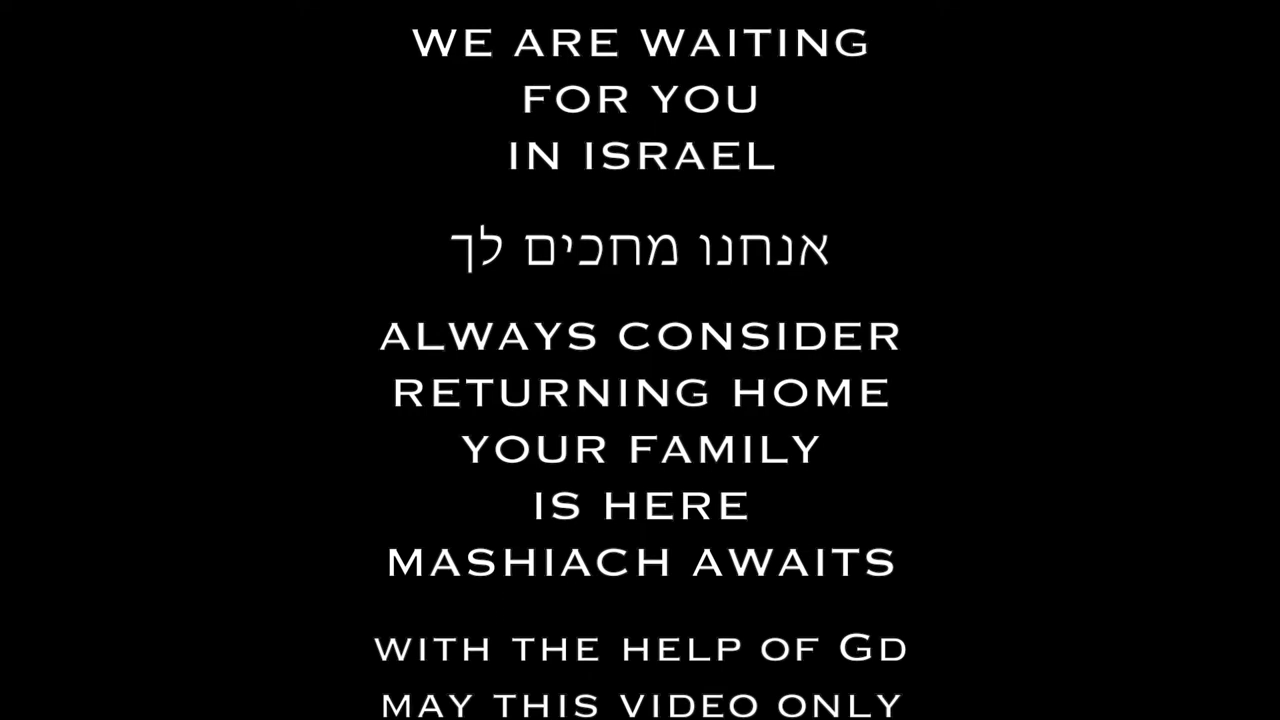 WE ARE WAITING
FOR YOU
IN ISRAEL
אנחנו מחכים לך
ALWAYS CONSIDER
RETURNING HOME
YOUR FAMILY
IS HERE
MASHIACH AWAITS
WITH THE HELP OF GD
MAY THIS VIDEO ONLY